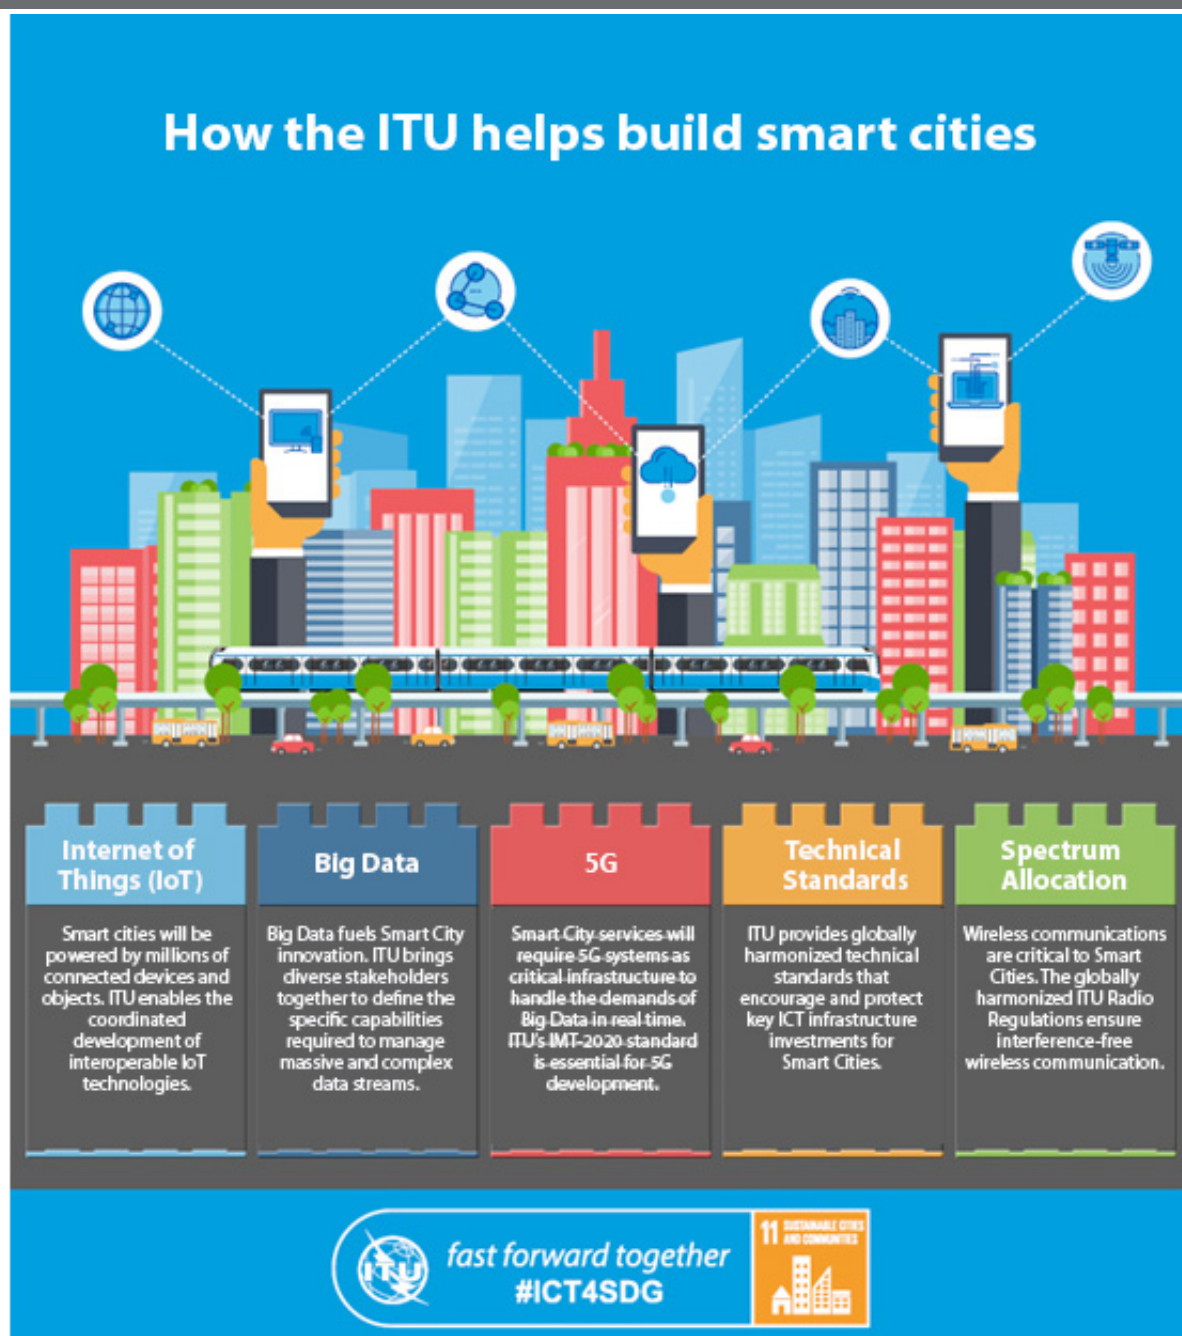 How the ITU helps build smart cities
Internet of
Things (IoT)
Smart cities will be
powered by millions of
connected devices and
objects. ITU enables the
coordinated
development of
interoperable IoT
technologies.
Big Data
Big Data fuels Smart City
innovation. ITU brings
diverse stakeholders
together to define the
specific capabilities
required to manage
massive and complex
data streams.
5G
Smart City services will
require 5G systems as
critical infrastructure to
handle the demands of
Big Data in real time.
ITU's IMT-2020 standard
is essential for 5G
development.
Technical
Standards
ITU provides globally
harmonized technical
standards that
encourage and protect
key ICT infrastructure
investments for
Smart Cities.
Spectrum
Allocation
Wireless communications
are critical to Smart
Cities. The globally
harmonized ITU Radio
Regulations ensure
interference-free
wireless communication.
ITU
fast forward together
#ICT4SDG
11 SUSTAINABLE CITIES
AND COMMUNITIES